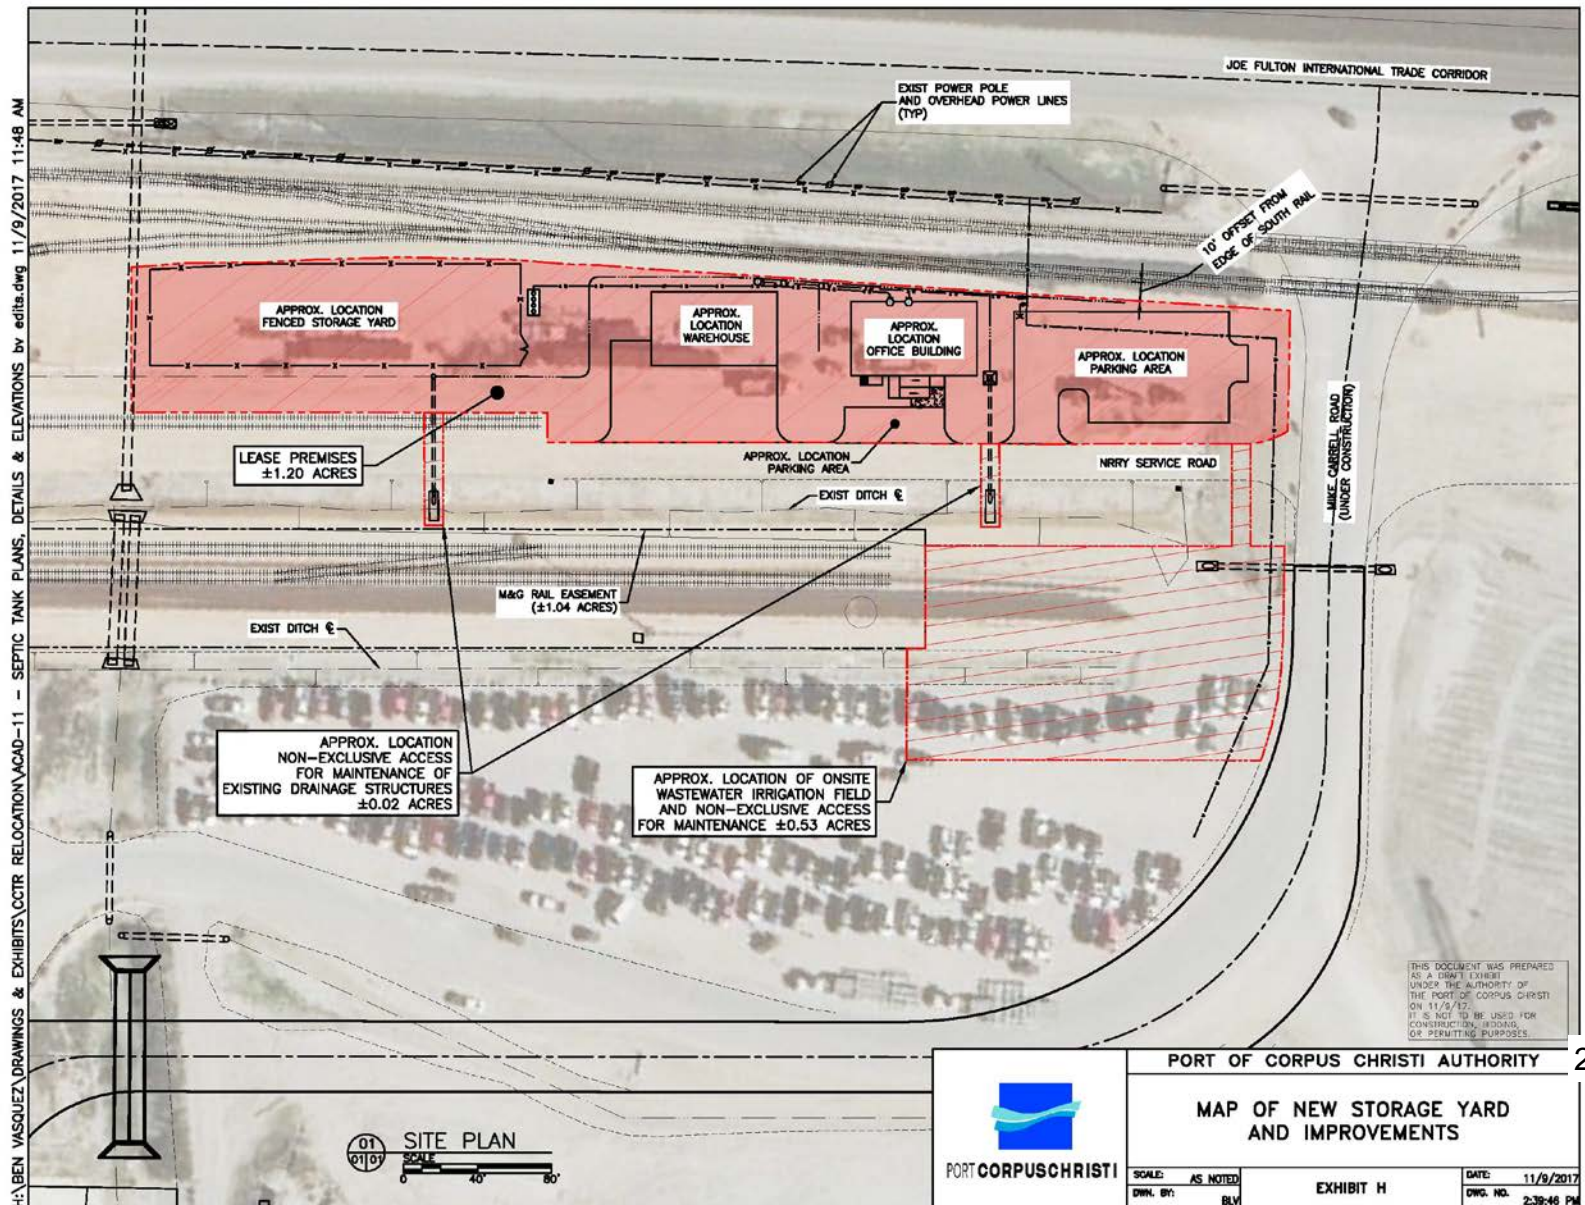 H:\BEN VASQUEZ\DRAWINGS & EXHIBITS\CCTR RELOCATION\ACAD-11 - SEPTIC TANK PLANS, DETAILS & ELEVATIONS by edits.dwg 11/9/2017 11:48 AM
JOE FULTON INTERNATIONAL TRADE CORRIDOR
EXIST POWER POLE
AND OVERHEAD POWER LINES
(TYP)
10' OFFSET FROM
EDGE OF SOUTH RAIL
APPROX. LOCATION
FENCED STORAGE YARD
APPROX.
LOCATION
WAREHOUSE
APPROX.
LOCATION
OFFICE BUILDING
APPROX. LOCATION
PARKING AREA
MIKE CARRELL ROAD
(UNDER CONSTRUCTION)
LEASE PREMISES
±1.20 ACRES
APPROX. LOCATION
PARKING AREA
NRRY SERVICE ROAD
EXIST DITCH ℄
M&G RAIL EASEMENT
(±1.04 ACRES)
EXIST DITCH ℄
APPROX. LOCATION
NON-EXCLUSIVE ACCESS
FOR MAINTENANCE OF
EXISTING DRAINAGE STRUCTURES
±0.02 ACRES
APPROX. LOCATION OF ONSITE
WASTEWATER IRRIGATION FIELD
AND NON-EXCLUSIVE ACCESS
FOR MAINTENANCE ±0.53 ACRES
THIS DOCUMENT WAS PREPARED
AS A DRAFT EXHIBIT
UNDER THE AUTHORITY OF
THE PORT OF CORPUS CHRISTI
ON 11/9/17.
IT IS NOT TO BE USED FOR
CONSTRUCTION, BIDDING,
OR PERMITTING PURPOSES.
01
01 01
SITE PLAN
SCALE
0 40' 80'
PORT CORPUS CHRISTI
PORT OF CORPUS CHRISTI AUTHORITY
2
MAP OF NEW STORAGE YARD
AND IMPROVEMENTS
SCALE: AS NOTED
DWN. BY: BLV
EXHIBIT H
DATE: 11/9/2017
DWG. NO. 2:39:46 PM